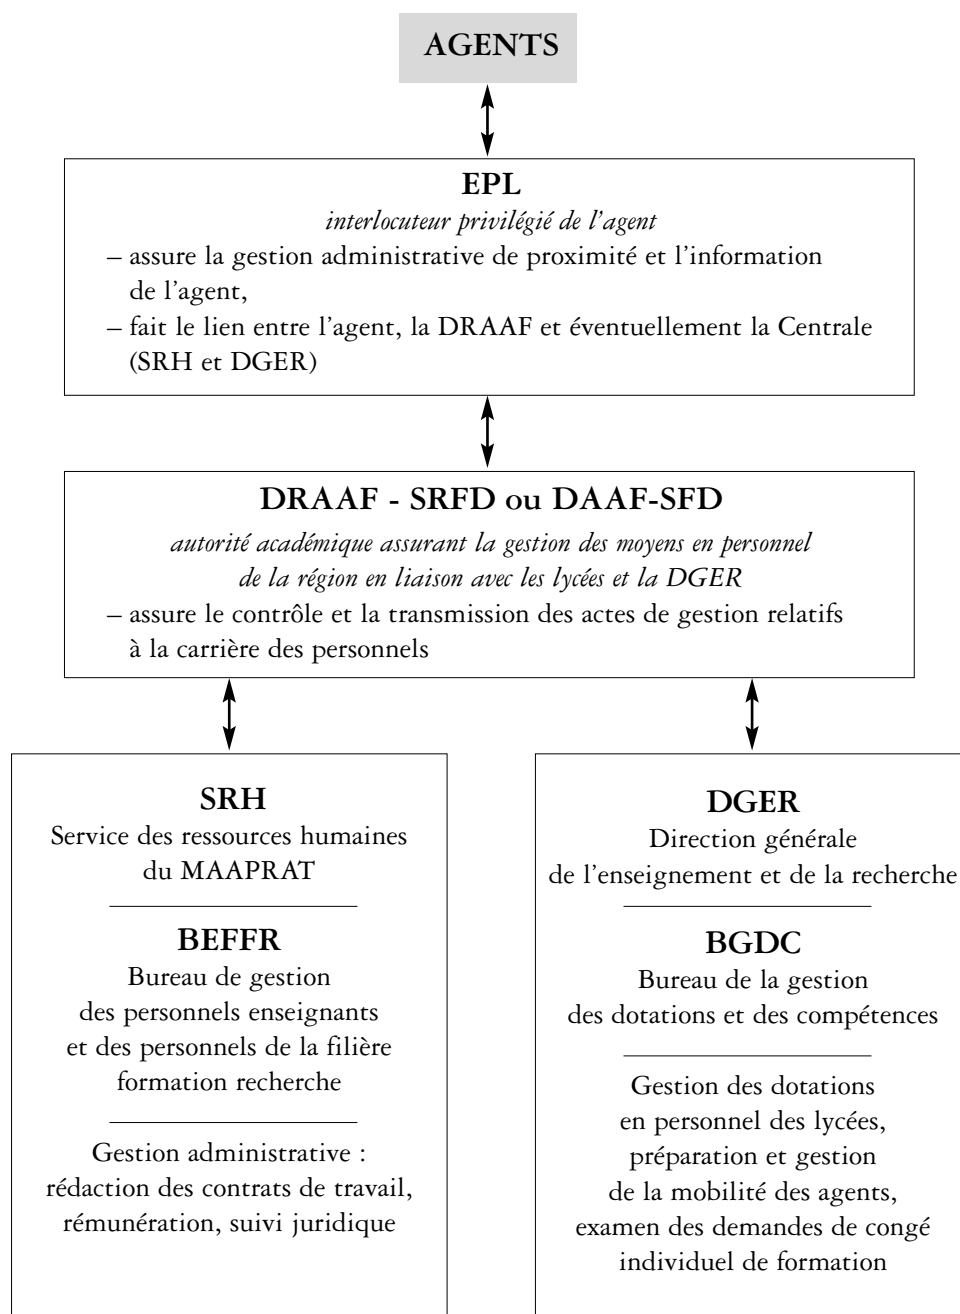 AGENTS
EPL
interlocuteur privilégié de l'agent
– assure la gestion administrative de proximité et l'information
de l'agent,
– fait le lien entre l'agent, la DRAAF et éventuellement la Centrale
(SRH et DGER)
DRAAF - SRFD ou DAAF-SFD
autorité académique assurant la gestion des moyens en personnel
de la région en liaison avec les lycées et la DGER
– assure le contrôle et la transmission des actes de gestion relatifs
à la carrière des personnels
SRH
Service des ressources humaines
du MAAPRAT
BEFFR
Bureau de gestion
des personnels enseignants
et des personnels de la filière
formation recherche
Gestion administrative :
rédaction des contrats de travail,
rémunération, suivi juridique
DGER
Direction générale
de l'enseignement et de la recherche
BGDC
Bureau de la gestion
des dotations et des compétences
Gestion des dotations
en personnel des lycées,
préparation et gestion
de la mobilité des agents,
examen des demandes de congé
individuel de formation